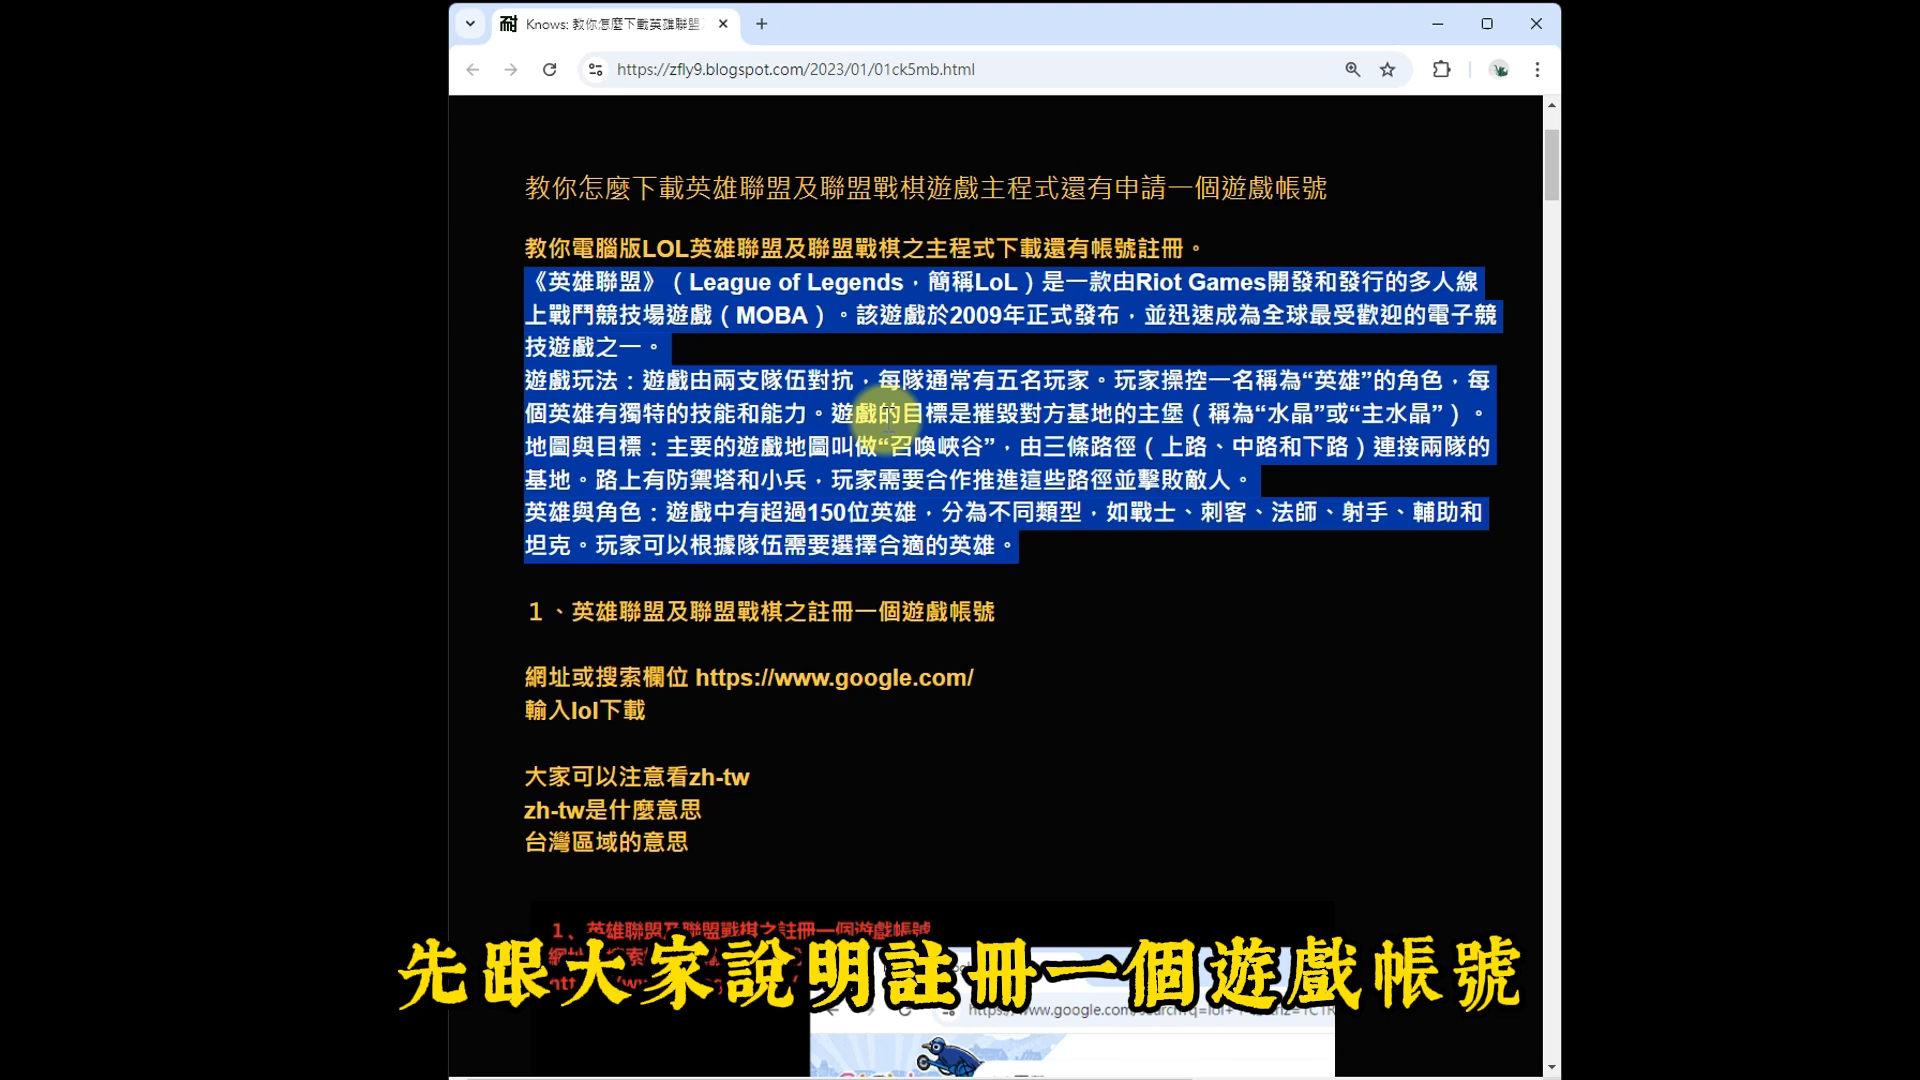 耐 Knows: 教你怎麼下載英雄聯盟
https://zfly9.blogspot.com/2023/01/01ck5mb.html
教你怎麼下載英雄聯盟及聯盟戰棋遊戲主程式還有申請一個遊戲帳號
教你電腦版LOL英雄聯盟及聯盟戰棋之主程式下載還有帳號註冊。
《英雄聯盟》（League of Legends，簡稱LoL）是一款由Riot Games開發和發行的多人線
上戰鬥競技場遊戲（MOBA）。該遊戲於2009年正式發布，並迅速成為全球最受歡迎的電子競
技遊戲之一。
遊戲玩法：遊戲由兩支隊伍對抗，每隊通常有五名玩家。玩家操控一名稱為“英雄”的角色，每
個英雄有獨特的技能和能力。遊戲的目標是摧毀對方基地的主堡（稱為“水晶”或“主水晶”）。
地圖與目標：主要的遊戲地圖叫做“召喚峽谷”，由三條路徑（上路、中路和下路）連接兩隊的
基地。路上有防禦塔和小兵，玩家需要合作推進這些路徑並擊敗敵人。
英雄與角色：遊戲中有超過150位英雄，分為不同類型，如戰士、刺客、法師、射手、輔助和
坦克。玩家可以根據隊伍需要選擇合適的英雄。
１、英雄聯盟及聯盟戰棋之註冊一個遊戲帳號
網址或搜索欄位 https://www.google.com/
輸入lol下載
大家可以注意看zh-tw
zh-tw是什麼意思
台灣區域的意思
1、英雄聯盟及聯盟戰棋之註冊一個遊戲帳號
先跟大家說明註冊一個遊戲帳號